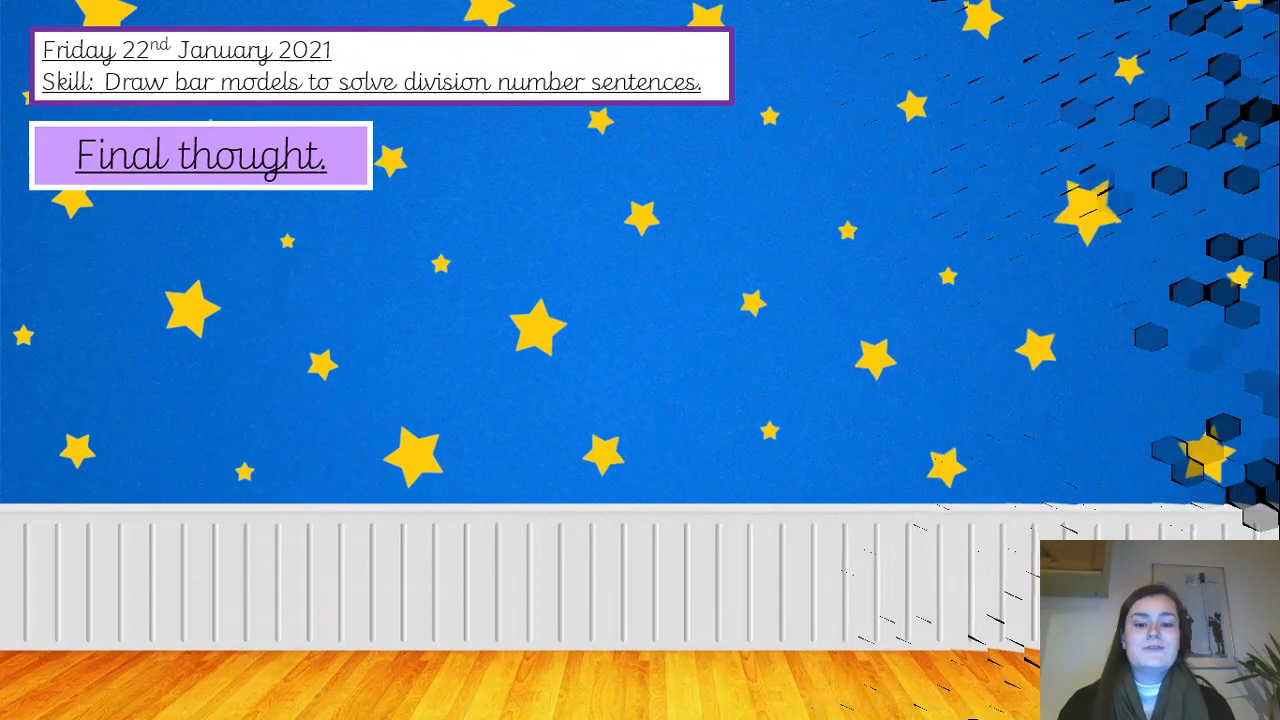 Friday 22nd January 2021
Skill: Draw bar models to solve division number sentences.
Final thought.